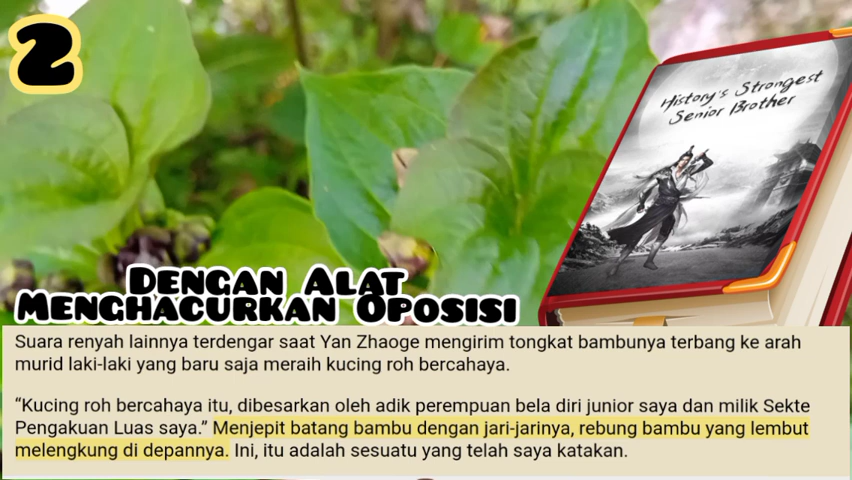 2
History's Strongest
Senior Brother
DENGAN ALAT
MENGHACURKAN OPOSISI
Suara renyah lainnya terdengar saat Yan Zhaoge mengirim tongkat bambunya terbang ke arah
murid laki-laki yang baru saja meraih kucing roh bercahaya.
“Kucing roh bercahaya itu, dibesarkan oleh adik perempuan bela diri junior saya dan milik Sekte
Pengakuan Luas saya.” Menjepit batang bambu dengan jari-jarinya, rebung bambu yang lembut
melengkung di depannya. Ini, itu adalah sesuatu yang telah saya katakan.